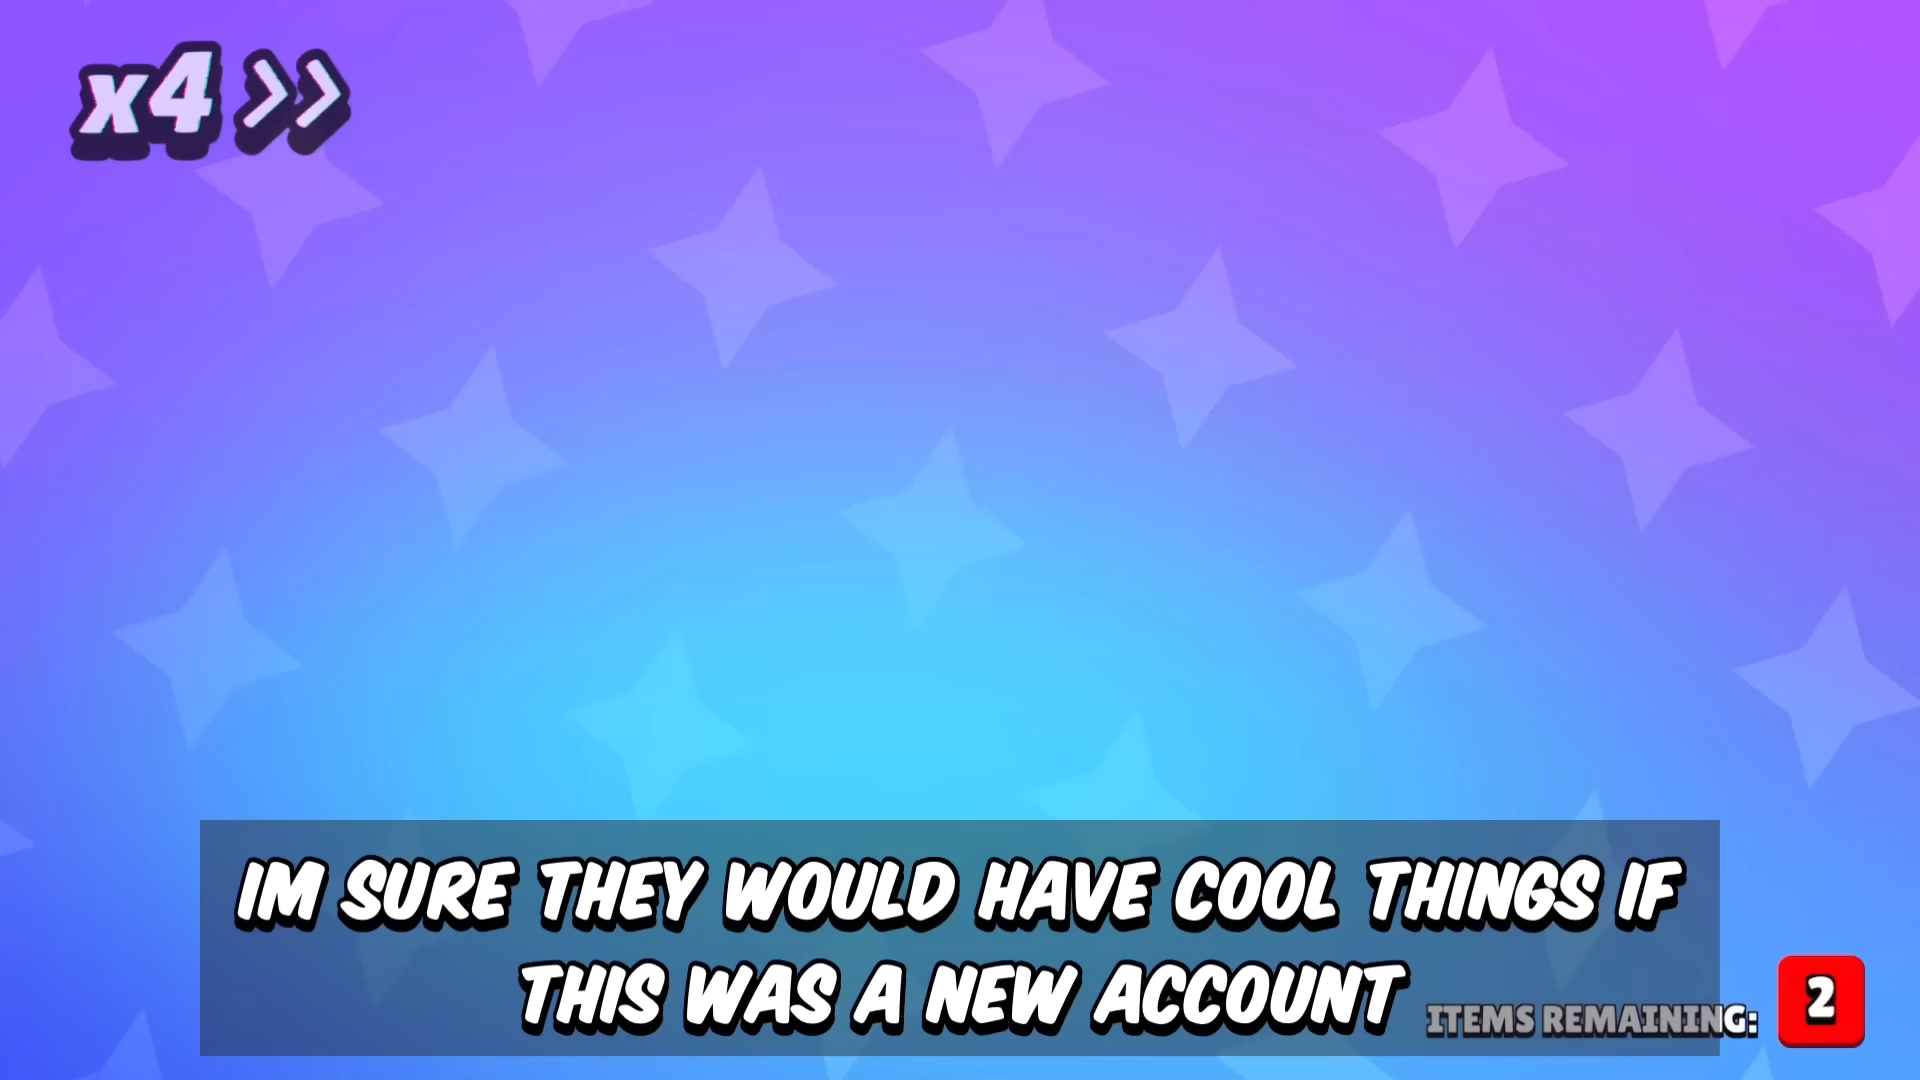 x4 >>
IM SURE THEY WOULD HAVE COOL THINGS IF
THIS WAS A NEW ACCOUNT
ITEMS REMAINING: 2